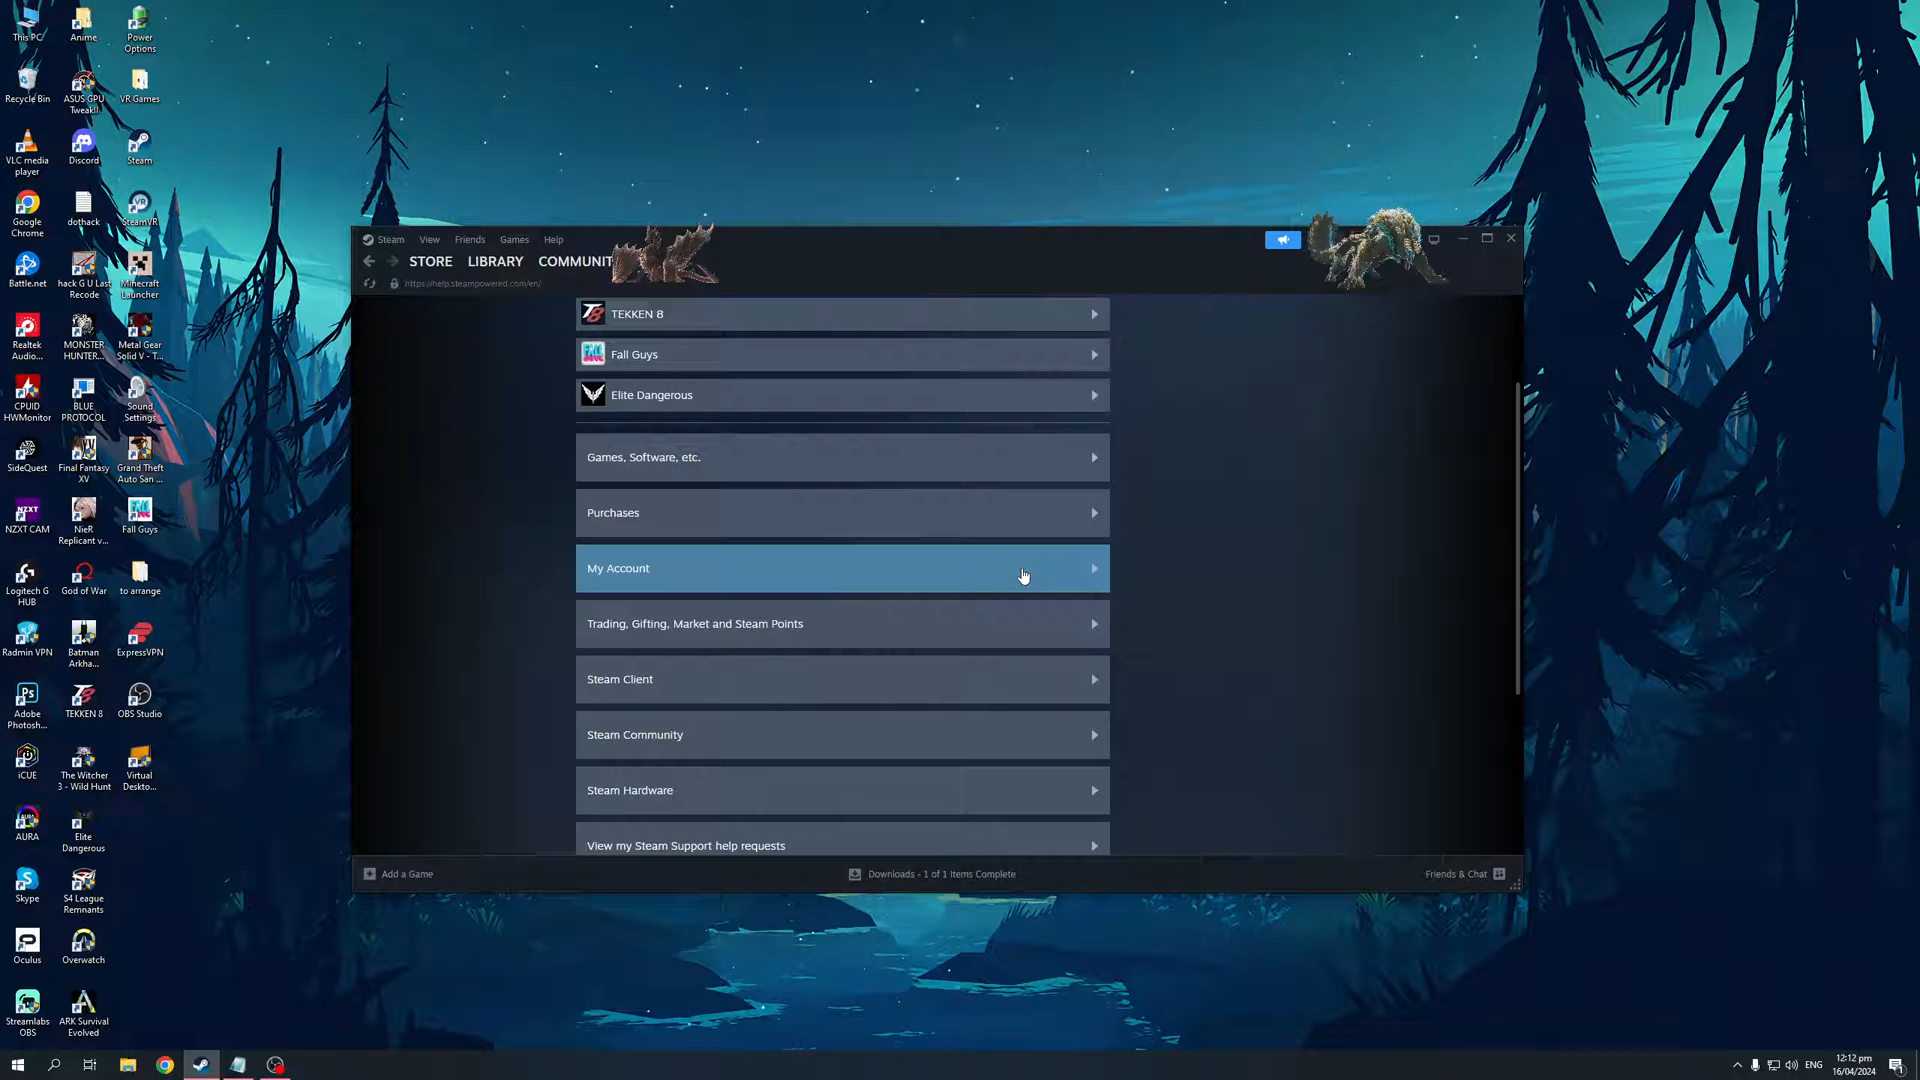 This PC
Anime
Power
Options
Recycle Bin
ASUS GPU
TweakII
VR Games
VLC media
player
Discord
Steam
Google
Chrome
dothack
SteamVR
Battle.net
hack G U Last
Recode
Minecraft
Launcher
Realtek
Audio...
MONSTER
HUNTER...
Metal Gear
Solid V - T...
CPUID
HWMonitor
BLUE
PROTOCOL
Sound
Settings
SideQuest
Final Fantasy
XV
Grand Theft
Auto San ...
NZXT CAM
NieR
Replicant v...
Fall Guys
Logitech G
HUB
God of War
to arrange
Radmin VPN
Batman
Arkha...
ExpressVPN
Adobe
Photosh...
TEKKEN 8
OBS Studio
iCUE
The Witcher
3 - Wild Hunt
Virtual
Deskto...
AURA
Elite
Dangerous
Skype
S4 League
Remnants
Oculus
Overwatch
Streamlabs
OBS
ARK Survival
Evolved
Steam View Friends Games Help
STORE LIBRARY COMMUNIT
https://help.steampowered.com/en/
TEKKEN 8
Fall Guys
Elite Dangerous
Games, Software, etc.
Purchases
My Account
Trading, Gifting, Market and Steam Points
Steam Client
Steam Community
Steam Hardware
View my Steam Support help requests
Add a Game
Downloads - 1 of 1 Items Complete
Friends & Chat
ENG
12:12 pm
16/04/2024